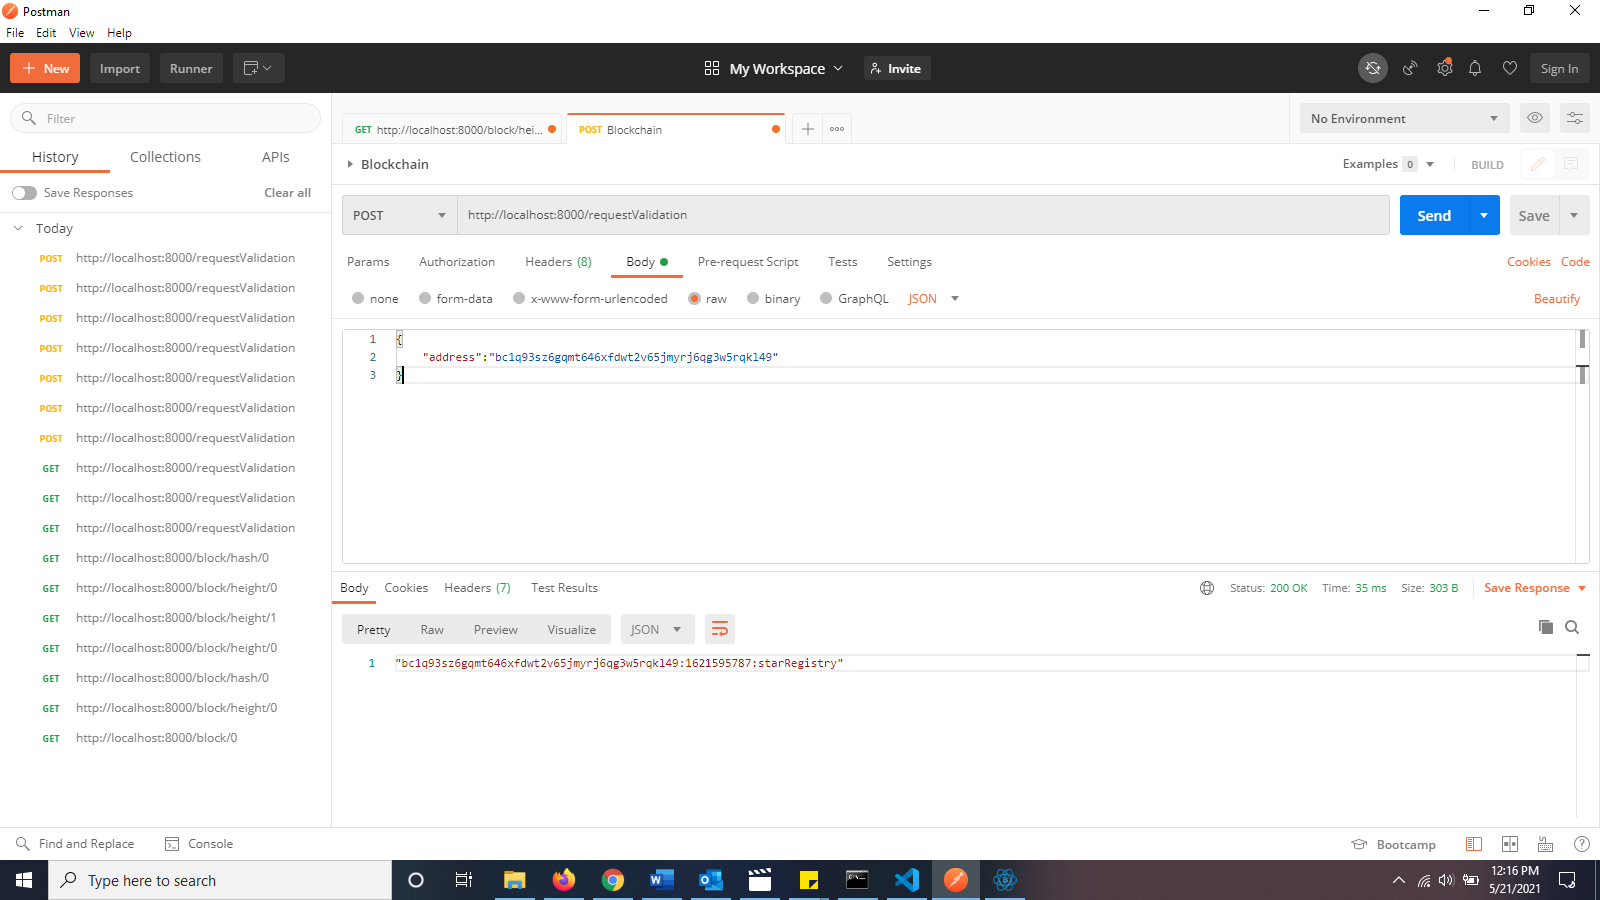 Postman
File Edit View Help
New Import Runner My Workspace Invite Sign In
Filter
History Collections APIs
Save Responses Clear all
Today
POST http://localhost:8000/requestValidation
POST http://localhost:8000/requestValidation
POST http://localhost:8000/requestValidation
POST http://localhost:8000/requestValidation
POST http://localhost:8000/requestValidation
POST http://localhost:8000/requestValidation
POST http://localhost:8000/requestValidation
GET http://localhost:8000/requestValidation
GET http://localhost:8000/requestValidation
GET http://localhost:8000/requestValidation
GET http://localhost:8000/block/hash/0
GET http://localhost:8000/block/height/0
GET http://localhost:8000/block/height/1
GET http://localhost:8000/block/height/0
GET http://localhost:8000/block/hash/0
GET http://localhost:8000/block/height/0
GET http://localhost:8000/block/0
GET http://localhost:8000/block/hei... POST Blockchain No Environment
Blockchain Examples 0 BUILD
POST http://localhost:8000/requestValidation Send Save
Params Authorization Headers (8) Body Pre-request Script Tests Settings Cookies Code
none form-data x-www-form-urlencoded raw binary GraphQL JSON Beautify
1 {
2 "address":"bc1q93sz6gqmt646xfdwt2v65jmyrj6qg3w5rqkl49"
3 }
Body Cookies Headers (7) Test Results Status: 200 OK Time: 35 ms Size: 303 B Save Response
Pretty Raw Preview Visualize JSON
1 "bc1q93sz6gqmt646xfdwt2v65jmyrj6qg3w5rqkl49:1621595787:starRegistry"
Find and Replace Console Bootcamp
Type here to search
12:16 PM
5/21/2021